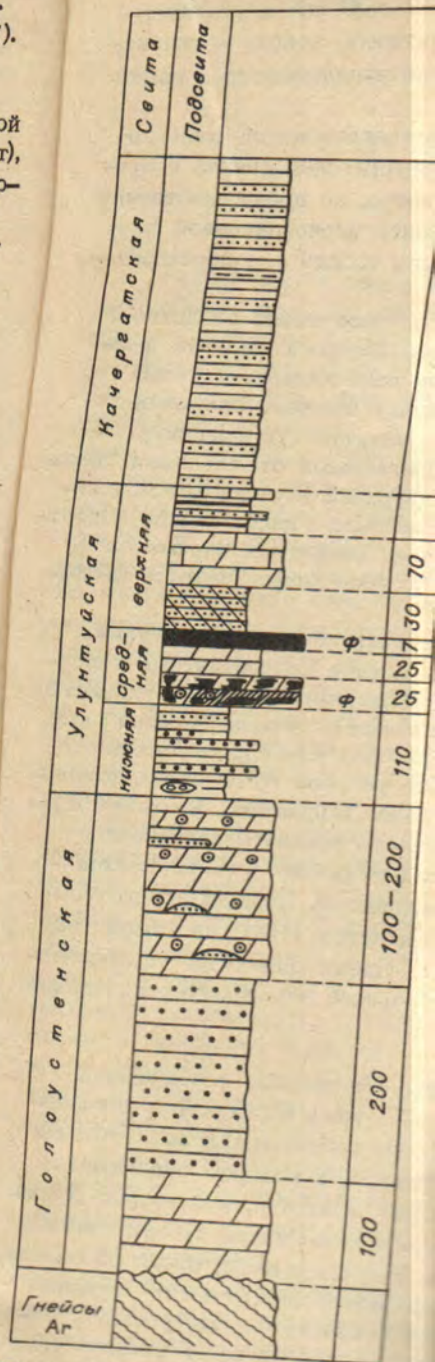 ').
ой
г),
о–
Свита
Подсвита
Качергатская
Улунтуйская
верхняя
70
30
Ф
7
сред-
няя
25
Ф
25
нижняя
110
Голоустенская
100-200
200
100
Гнейсы
Ar